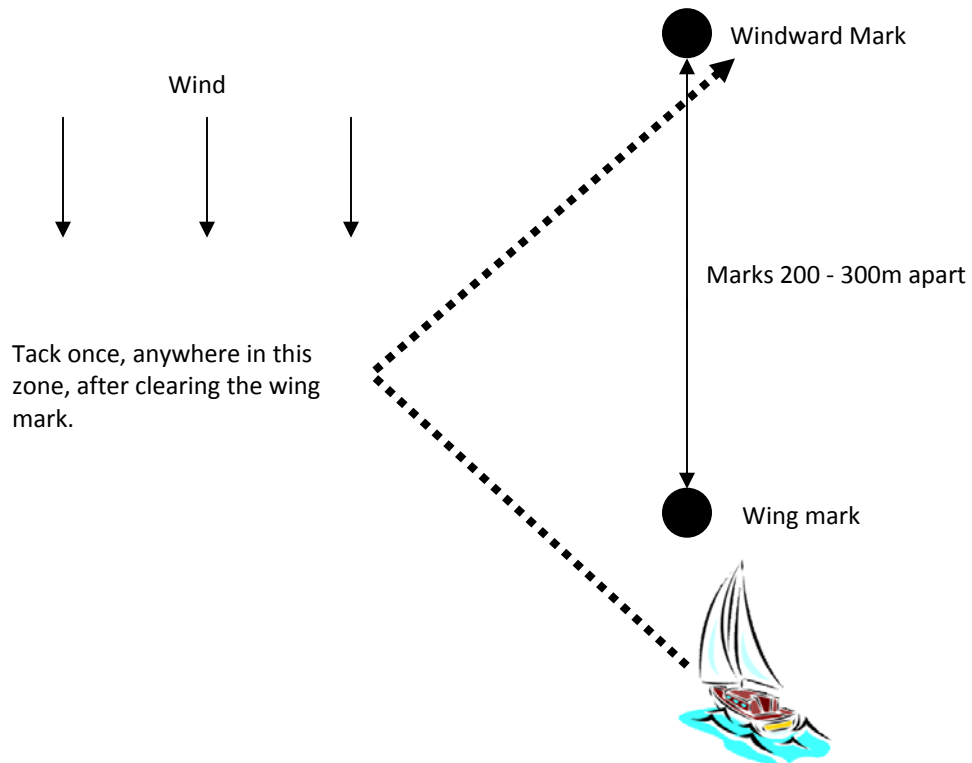 Windward Mark
Wind
Marks 200 - 300m apart
Tack once, anywhere in this
zone, after clearing the wing
mark.
Wing mark